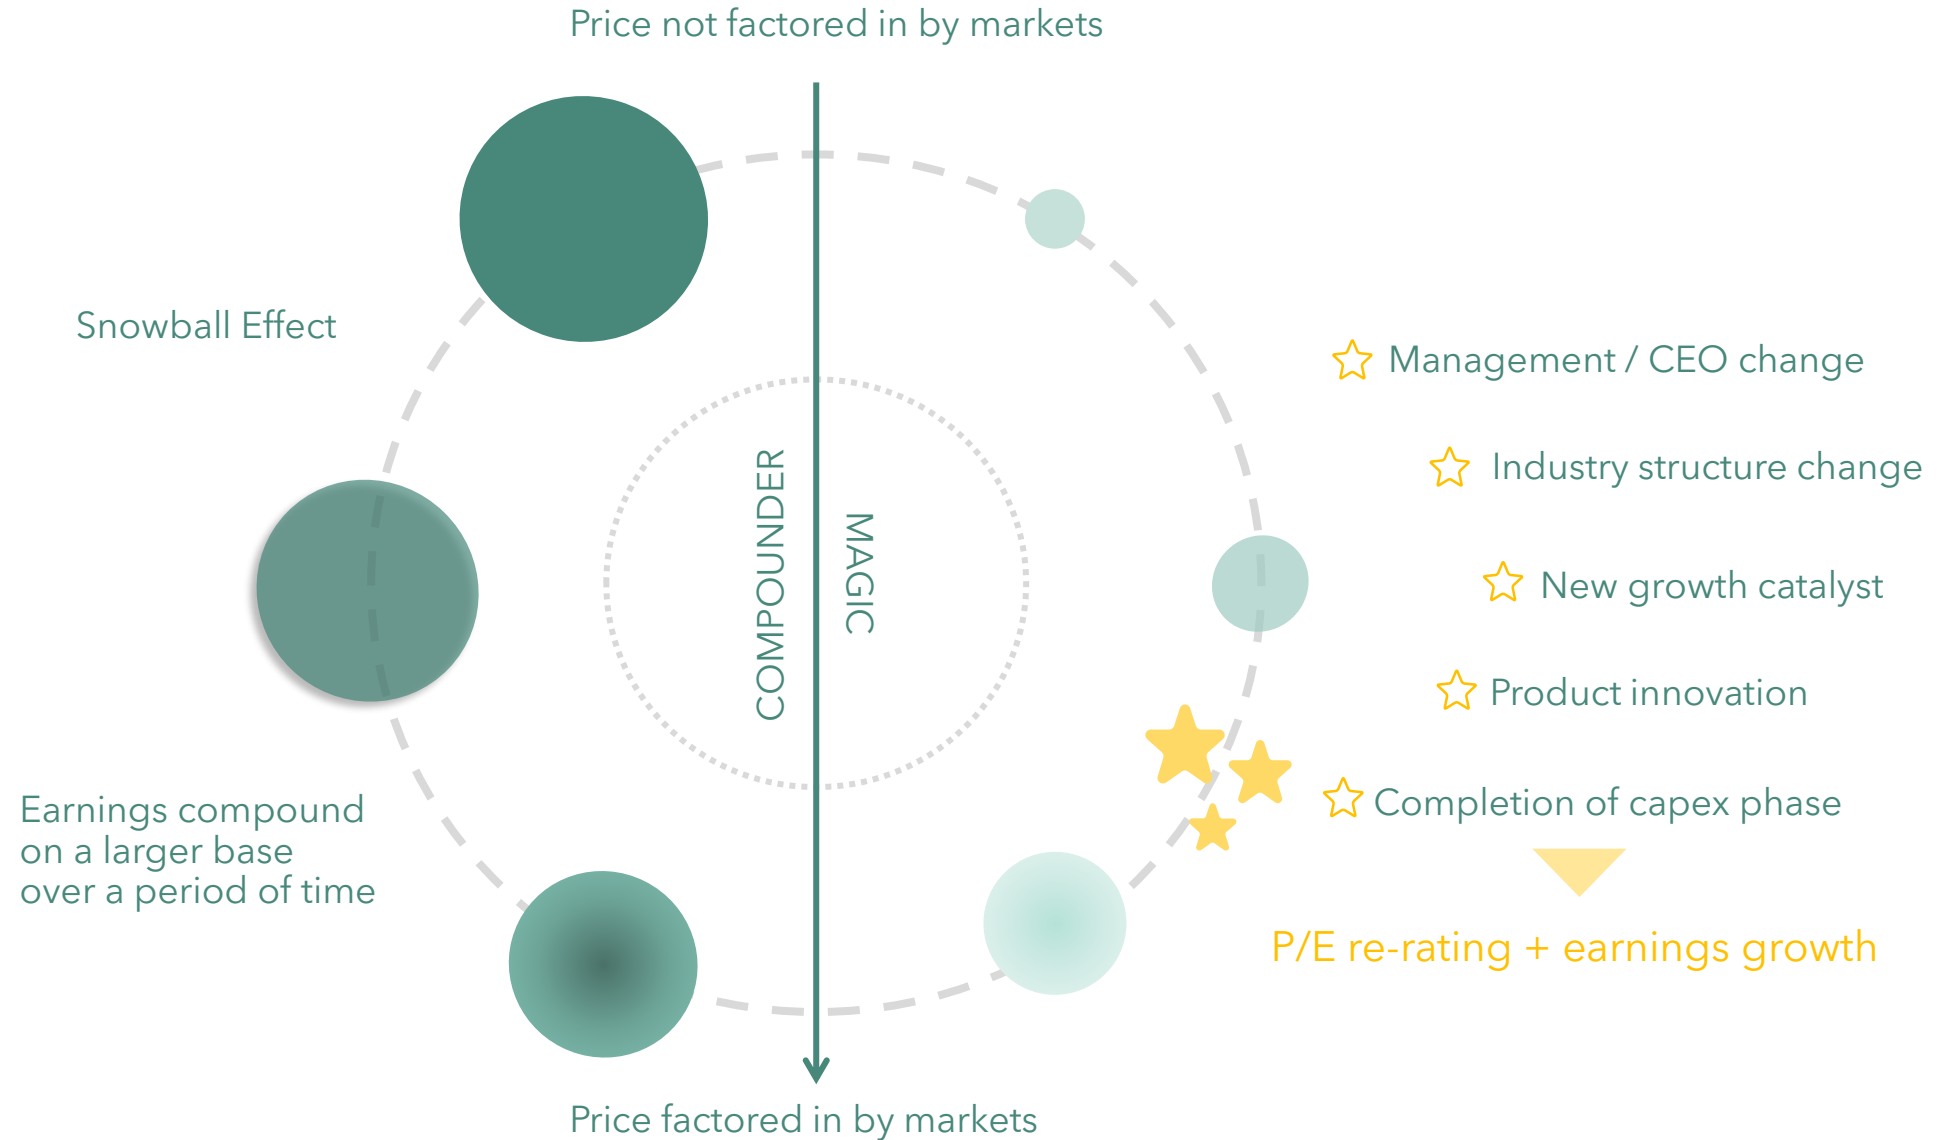 Price not factored in by markets
Snowball Effect
Earnings compound
on a larger base
over a period of time
COMPOUNDER
MAGIC
Management / CEO change
Industry structure change
New growth catalyst
Product innovation
Completion of capex phase
P/E re-rating + earnings growth
Price factored in by markets